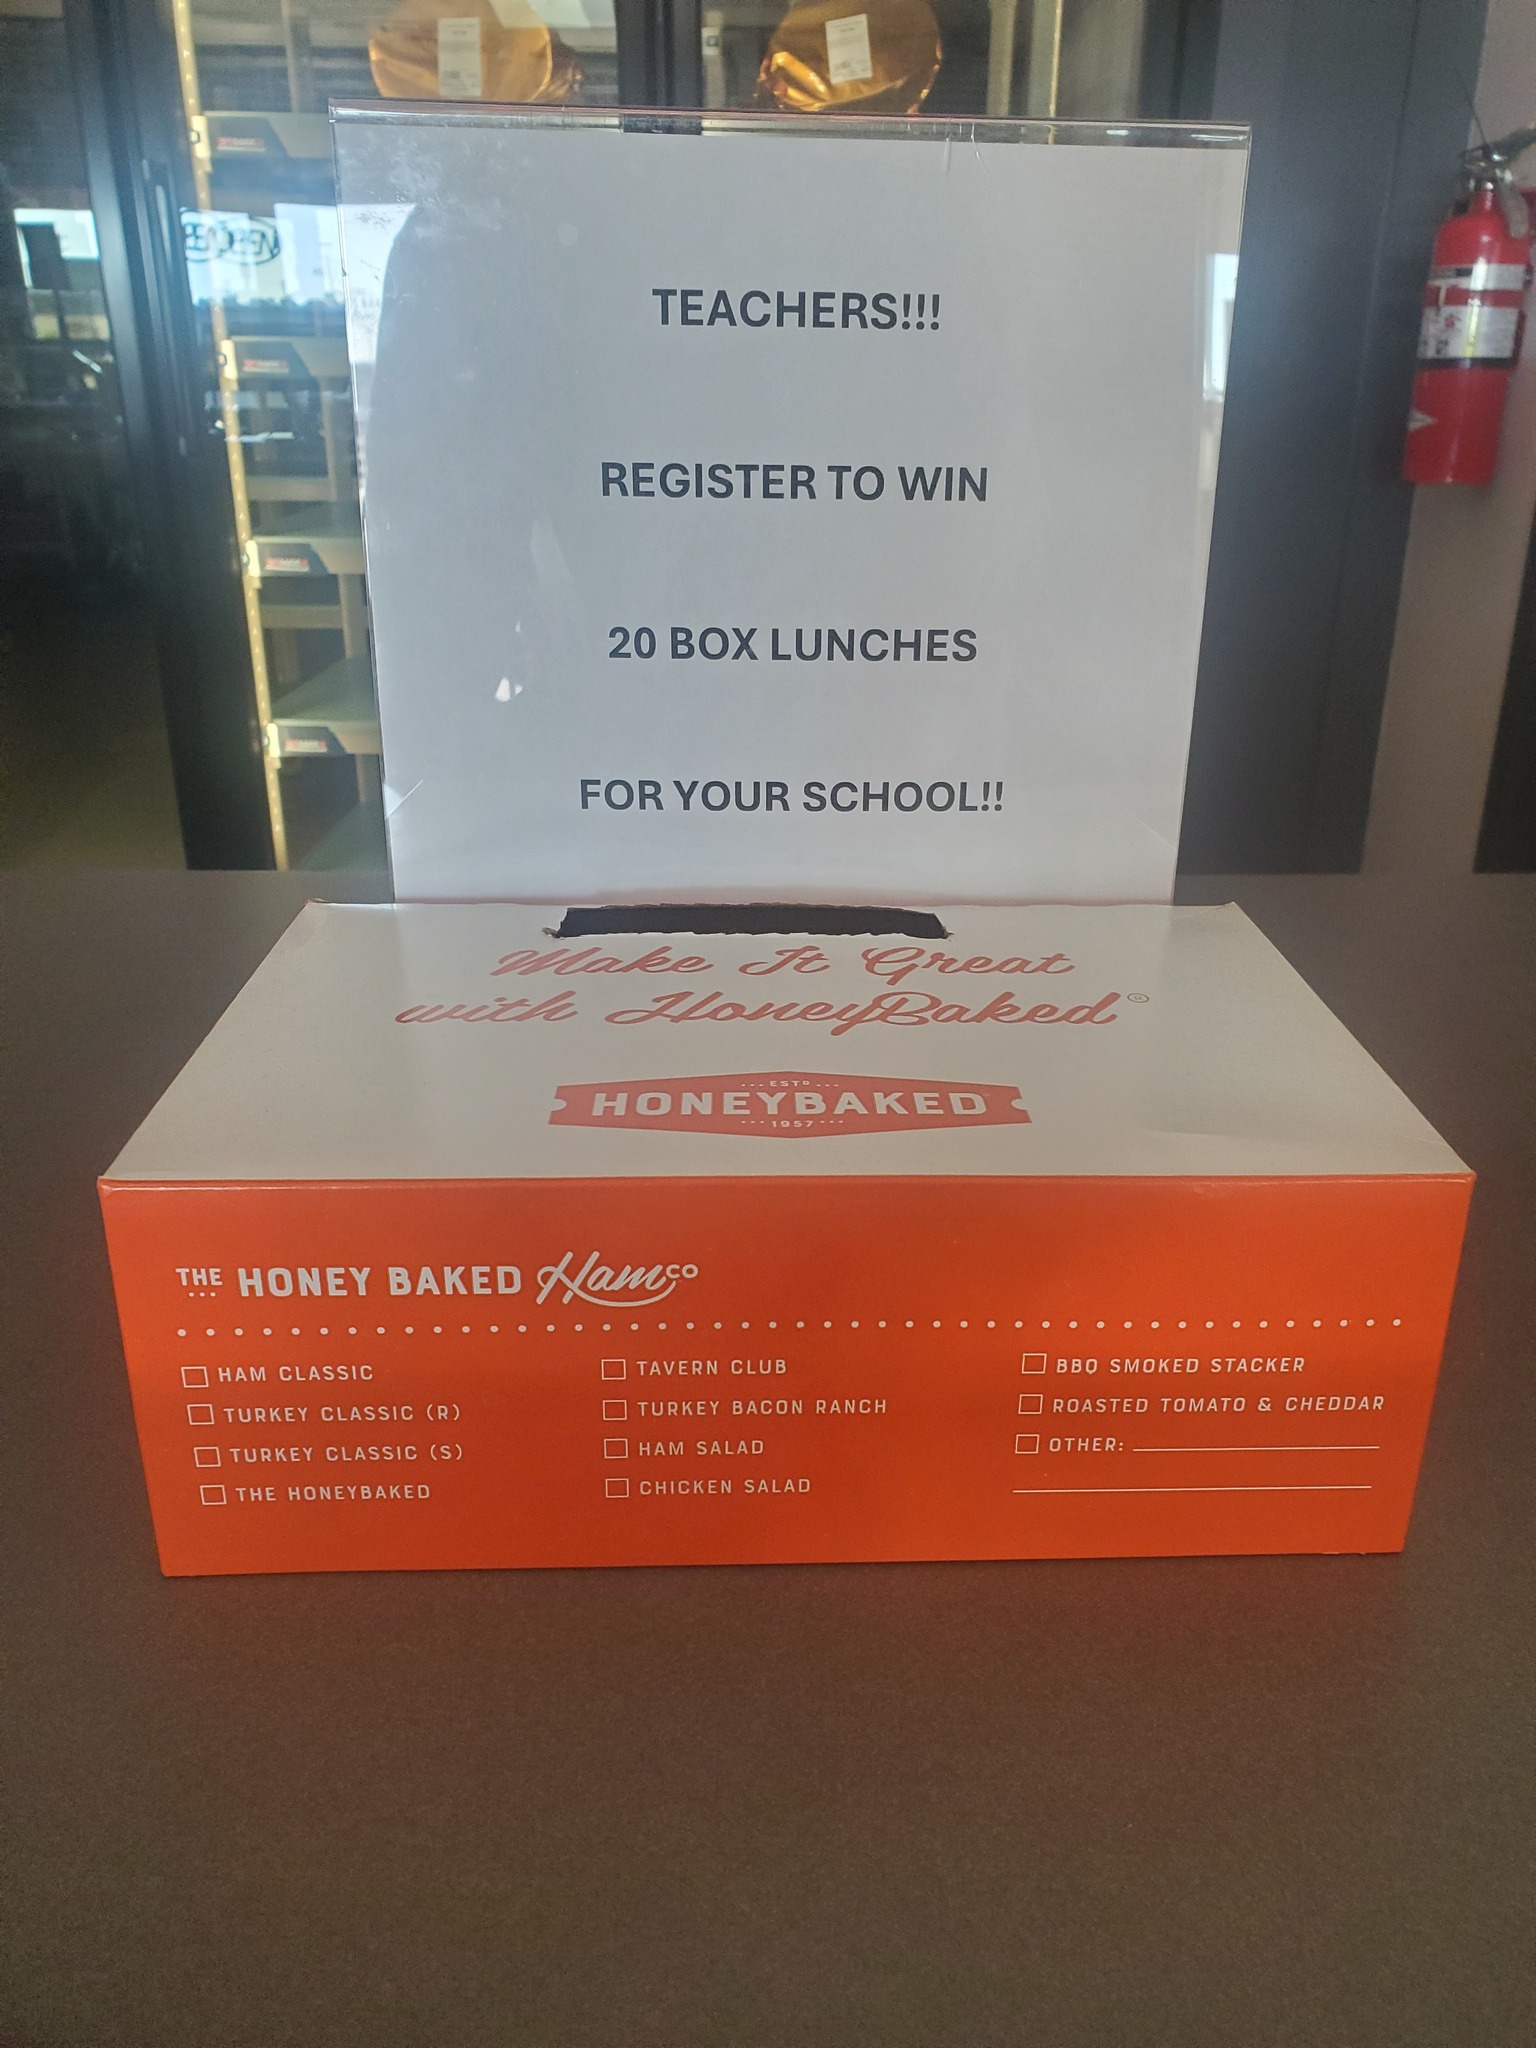 TEACHERS!!!
REGISTER TO WIN
20 BOX LUNCHES
FOR YOUR SCHOOL!!
Make It Great
with HoneyBaked®
ESTD
HONEYBAKED
1957
THE HONEY BAKED Ham CO
HAM CLASSIC
TURKEY CLASSIC (R)
TURKEY CLASSIC (S)
THE HONEYBAKED
TAVERN CLUB
TURKEY BACON RANCH
HAM SALAD
CHICKEN SALAD
BBQ SMOKED STACKER
ROASTED TOMATO & CHEDDAR
OTHER: